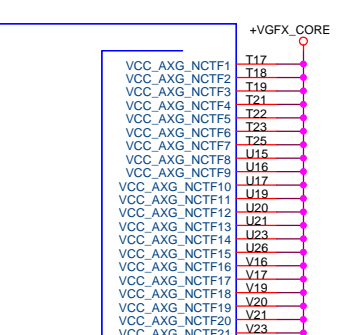 +VGFX_CORE
VCC_AXG_NCTF1 T17
VCC_AXG_NCTF2 T18
VCC_AXG_NCTF3 T19
VCC_AXG_NCTF4 T21
VCC_AXG_NCTF5 T22
VCC_AXG_NCTF6 T23
VCC_AXG_NCTF7 T25
VCC_AXG_NCTF8 U15
VCC_AXG_NCTF9 U16
VCC_AXG_NCTF10 U17
VCC_AXG_NCTF11 U19
VCC_AXG_NCTF12 U20
VCC_AXG_NCTF13 U21
VCC_AXG_NCTF14 U23
VCC_AXG_NCTF15 U26
VCC_AXG_NCTF16 V16
VCC_AXG_NCTF17 V17
VCC_AXG_NCTF18 V19
VCC_AXG_NCTF19 V20
VCC_AXG_NCTF20 V21
VCC_AXG_NCTF21 V23